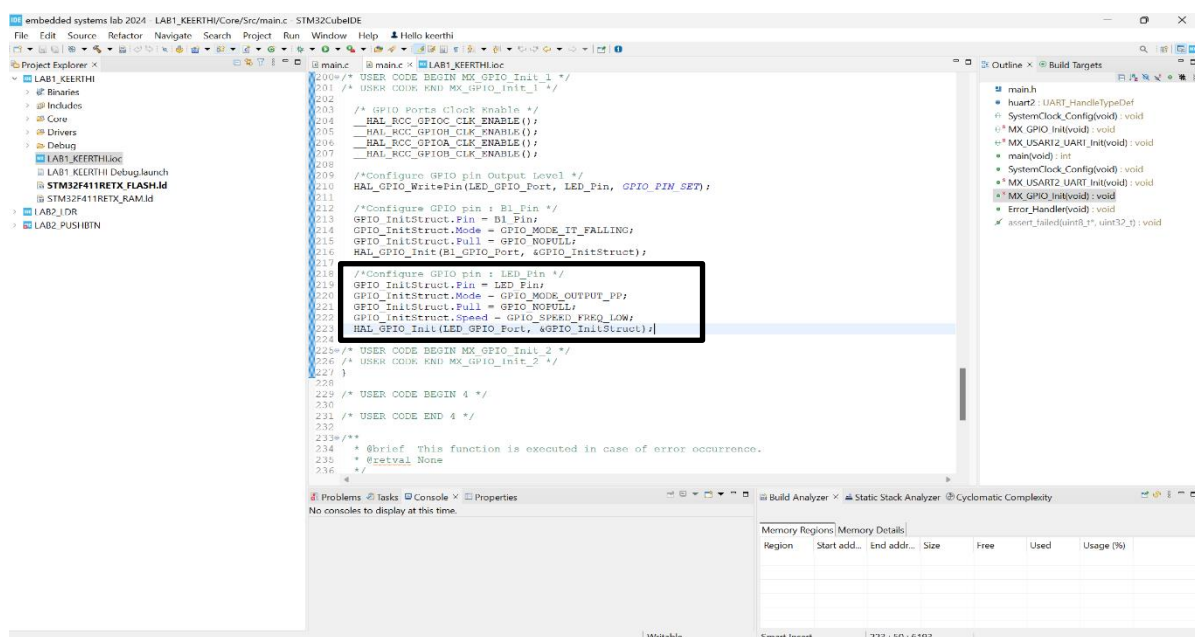 IDE embedded systems lab 2024 - LAB1_KEERTHI/Core/Src/main.c - STM32CubeIDE
File Edit Source Refactor Navigate Search Project Run Window Help Hello keerthi
Project Explorer
LAB1_KEERTHI
Binaries
Includes
Core
Drivers
Debug
LAB1_KEERTHI.ioc
LAB1_KEERTHI Debug.launch
STM32F411RETX_FLASH.ld
STM32F411RETX_RAM.ld
LAB2_LDR
LAB2_PUSHBTN
main.c main.c LAB1_KEERTHI.ioc
200 /* USER CODE BEGIN MX_GPIO_Init_1 */
201 /* USER CODE END MX_GPIO_Init_1 */
202
203 /* GPIO Ports Clock Enable */
204 __HAL_RCC_GPIOC_CLK_ENABLE();
205 __HAL_RCC_GPIOH_CLK_ENABLE();
206 __HAL_RCC_GPIOA_CLK_ENABLE();
207 __HAL_RCC_GPIOB_CLK_ENABLE();
208
209 /*Configure GPIO pin Output Level */
210 HAL_GPIO_WritePin(LED_GPIO_Port, LED_Pin, GPIO_PIN_SET);
211
212 /*Configure GPIO pin : B1_Pin */
213 GPIO_InitStruct.Pin = B1_Pin;
214 GPIO_InitStruct.Mode = GPIO_MODE_IT_FALLING;
215 GPIO_InitStruct.Pull = GPIO_NOPULL;
216 HAL_GPIO_Init(B1_GPIO_Port, &GPIO_InitStruct);
217
218 /*Configure GPIO pin : LED_Pin */
219 GPIO_InitStruct.Pin = LED_Pin;
220 GPIO_InitStruct.Mode = GPIO_MODE_OUTPUT_PP;
221 GPIO_InitStruct.Pull = GPIO_NOPULL;
222 GPIO_InitStruct.Speed = GPIO_SPEED_FREQ_LOW;
223 HAL_GPIO_Init(LED_GPIO_Port, &GPIO_InitStruct);
224
225 /* USER CODE BEGIN MX_GPIO_Init_2 */
226 /* USER CODE END MX_GPIO_Init_2 */
227 }
228
229 /* USER CODE BEGIN 4 */
230
231 /* USER CODE END 4 */
232
233 /**
234 * @brief This function is executed in case of error occurrence.
235 * @retval None
236 */
Outline Build Targets
main.h
huart2 : UART_HandleTypeDef
SystemClock_Config(void) : void
MX_GPIO_Init(void) : void
MX_USART2_UART_Init(void) : void
main(void) : int
SystemClock_Config(void) : void
MX_USART2_UART_Init(void) : void
MX_GPIO_Init(void) : void
Error_Handler(void) : void
assert_failed(uint8_t*, uint32_t) : void
Problems Tasks Console Properties
No consoles to display at this time.
Build Analyzer Static Stack Analyzer Cyclomatic Complexity
Memory Regions Memory Details
Region Start add... End addr... Size Free Used Usage (%)
Writable Smart Insert 223 : 50 : 6193